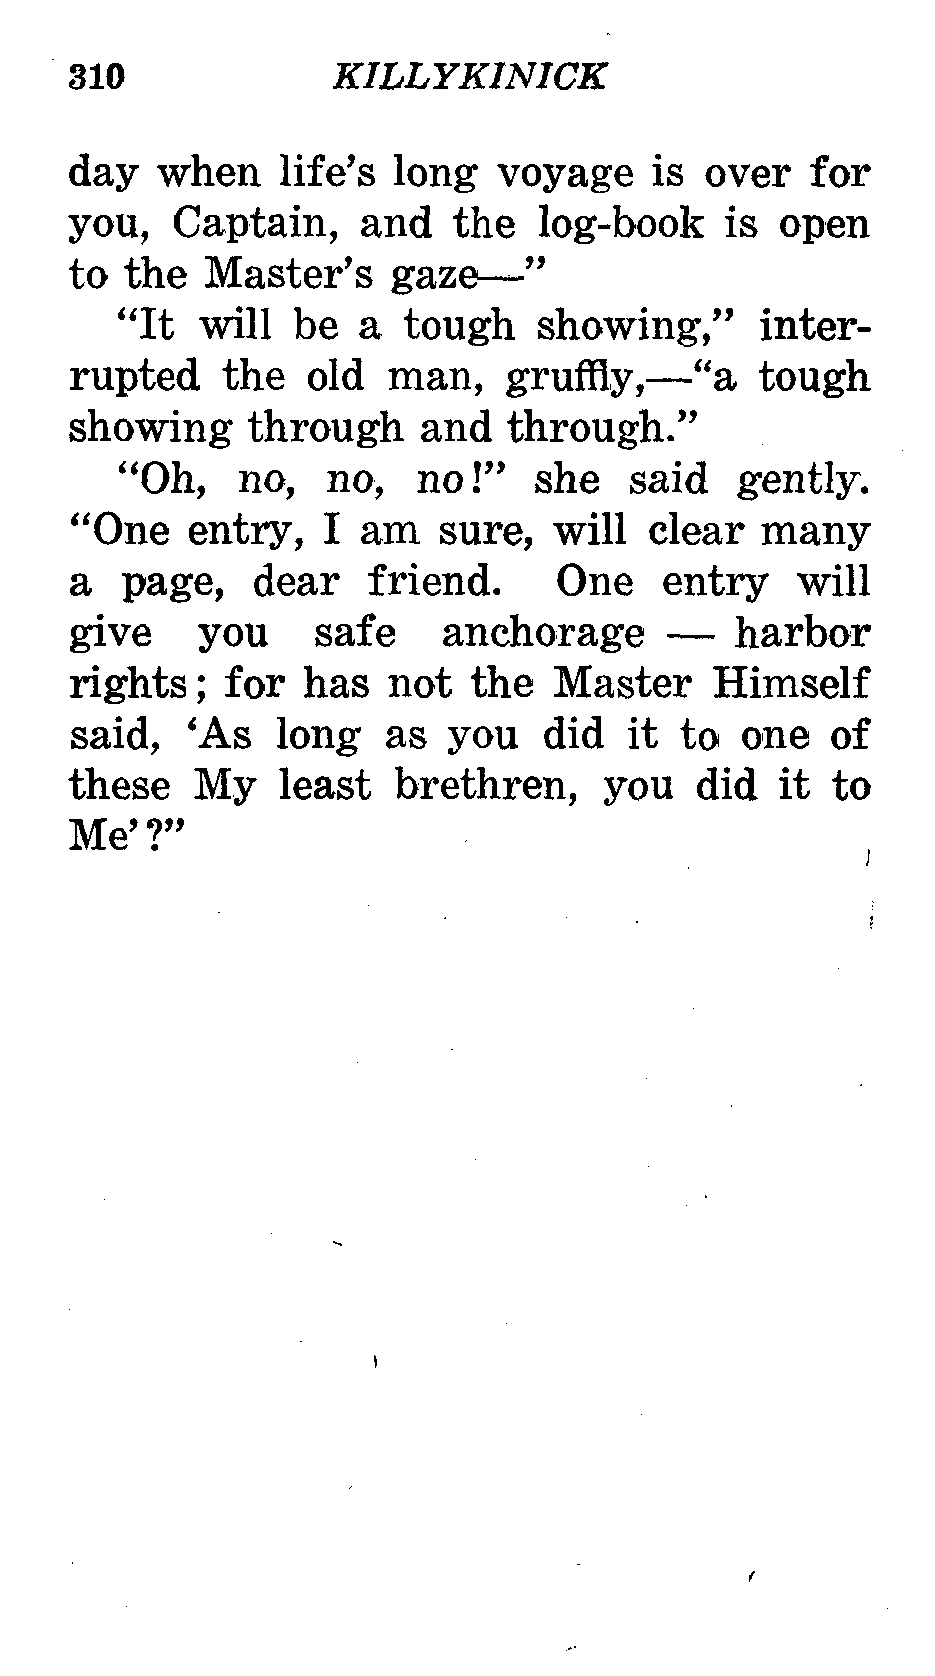 310 KILLYKINICK
day when life's long voyage is over for
you, Captain, and the log-book is open
to the Master's gaze—"
"It will be a tough showing," inter-
rupted the old man, gruffly,—"a tough
showing through and through."
"Oh, no, no, no!" she said gently.
"One entry, I am sure, will clear many
a page, dear friend. One entry will
give you safe anchorage — harbor
rights; for has not the Master Himself
said, 'As long as you did it to one of
these My least brethren, you did it to
Me'?"